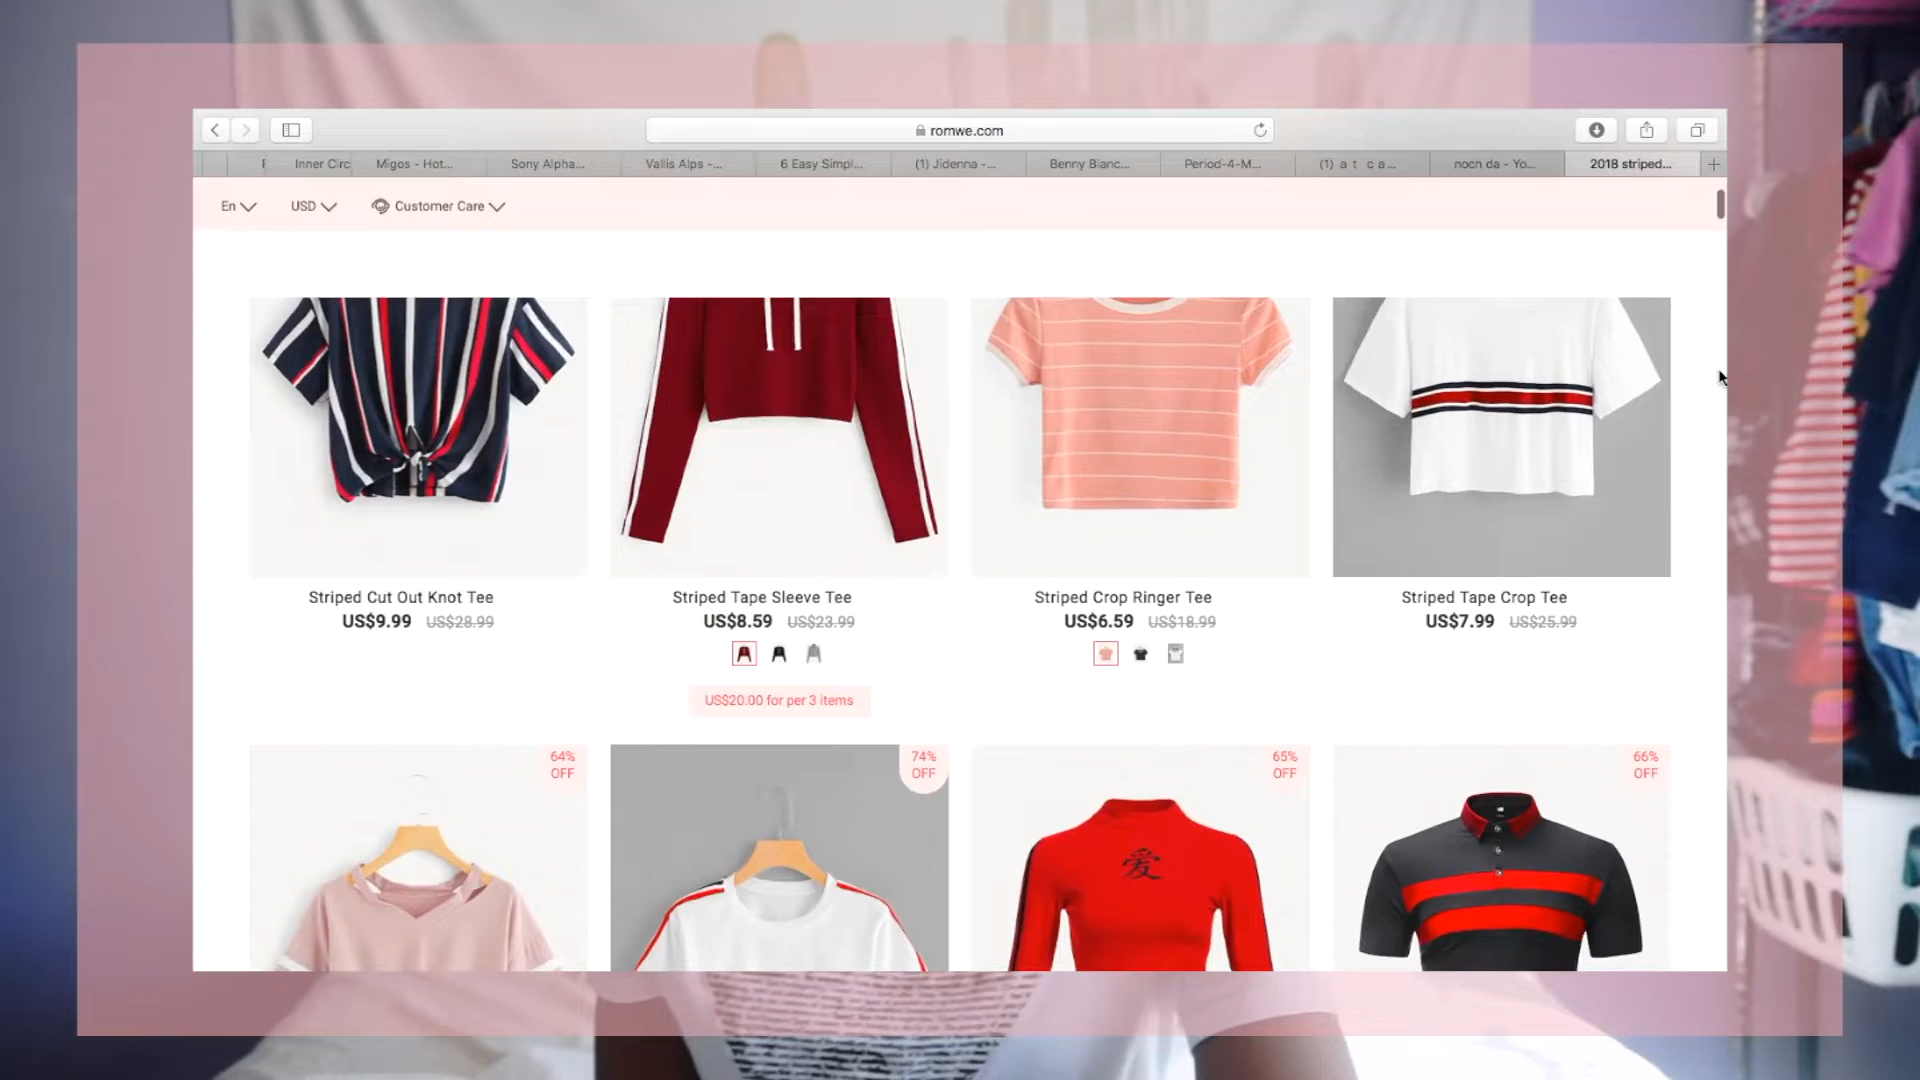 romwe.com
Inner Circ
Migos - Hot...
Sony Alpha...
Vallis Alps -...
6 Easy Simpl...
(1) Jidenna -...
Benny Blanc...
Period-4-M...
(1) a t c a...
noch da - Yo...
2018 striped...
En
USD
Customer Care
Striped Cut Out Knot Tee
US$9.99 US$28.99
Striped Tape Sleeve Tee
US$8.59 US$23.99
US$20.00 for per 3 items
Striped Crop Ringer Tee
US$6.59 US$18.99
Striped Tape Crop Tee
US$7.99 US$25.99
64%
OFF
74%
OFF
65%
OFF
爱
66%
OFF